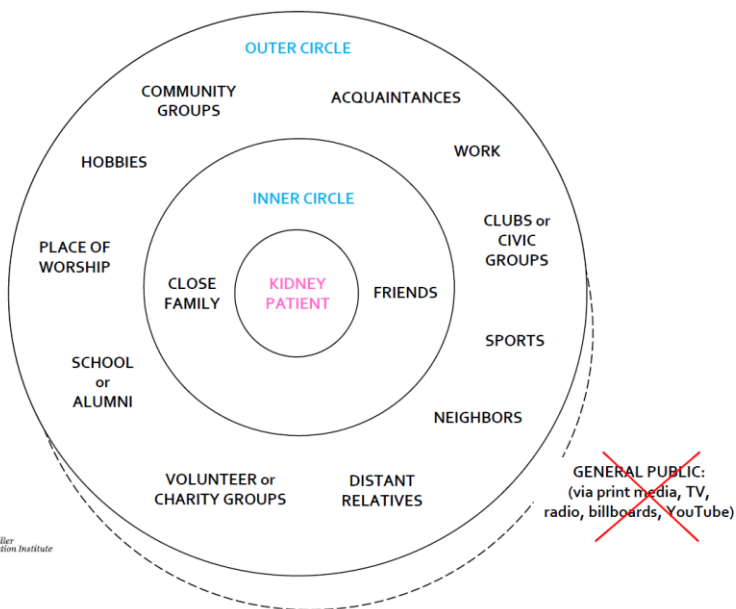 OUTER CIRCLE
COMMUNITY
GROUPS
ACQUAINTANCES
HOBBIES
WORK
INNER CIRCLE
CLUBS or
CIVIC
GROUPS
PLACE OF
WORSHIP
CLOSE
FAMILY
KIDNEY
PATIENT
FRIENDS
SPORTS
SCHOOL
or
ALUMNI
NEIGHBORS
VOLUNTEER or
CHARITY GROUPS
DISTANT
RELATIVES
GENERAL PUBLIC:
(via print media, TV,
radio, billboards, YouTube)
Institute